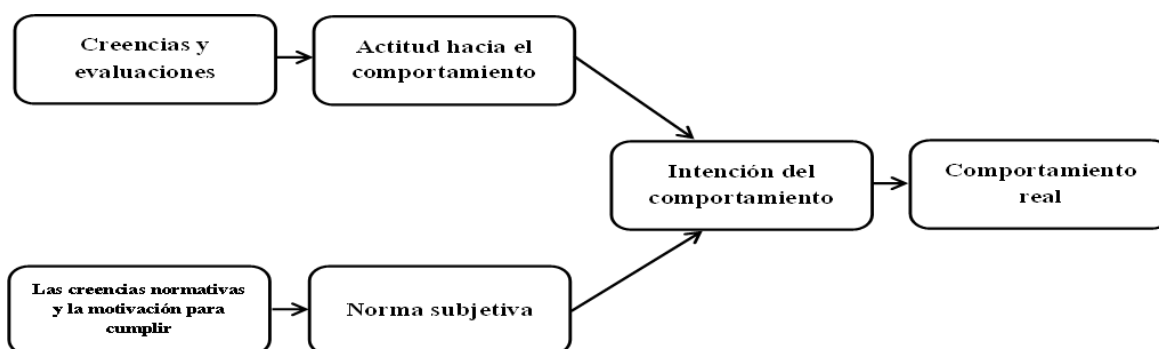 Creencias y
evaluaciones
Actitud hacia el
comportamiento
Intención del
comportamiento
Comportamiento
real
Las creencias normativas
y la motivación para
cumplir
Norma subjetiva